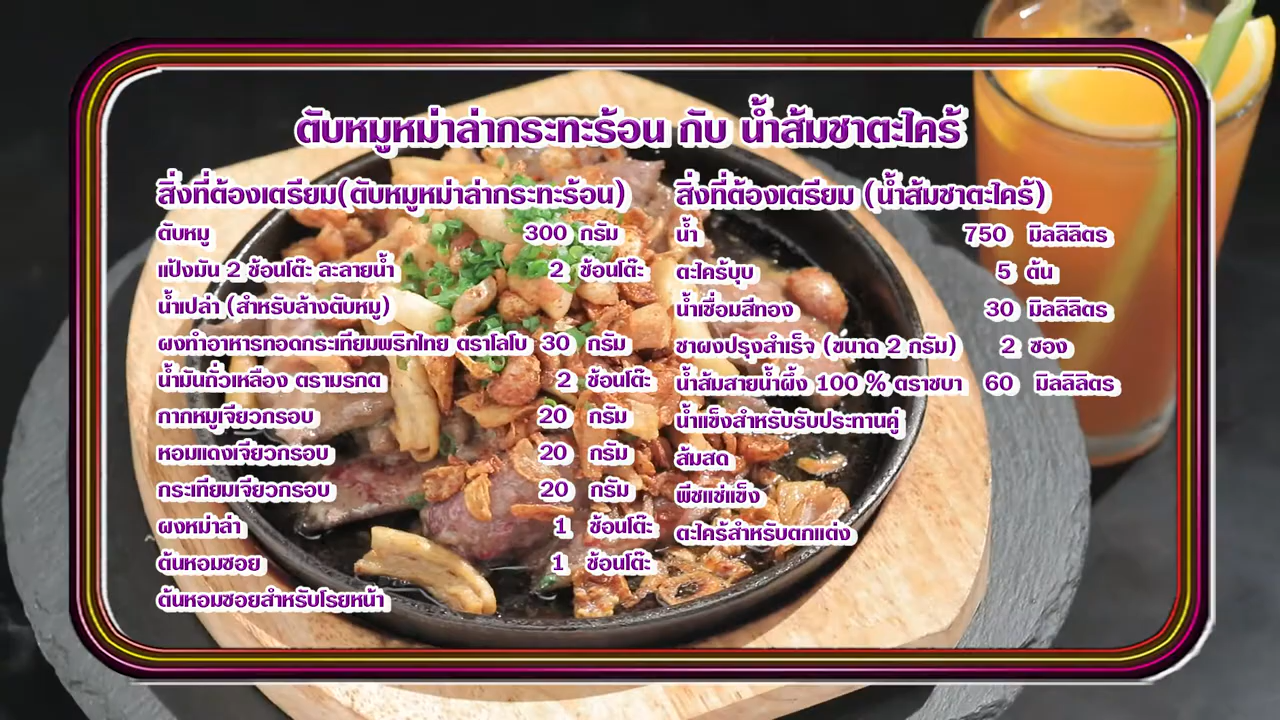 ตับหมูหม่าล่ากระทะร้อน กับ น้ำส้มชาตะไคร้
สิ่งที่ต้องเตรียม(ตับหมูหม่าล่ากระทะร้อน)
ตับหมู 300 กรัม
แป้งมัน 2 ช้อนโต๊ะ ละลายน้ำ 2 ช้อนโต๊ะ
น้ำเปล่า (สำหรับล้างตับหมู)
ผงทำอาหารทอดกระเทียมพริกไทย ตราโลโบ 30 กรัม
น้ำมันถั่วเหลือง ตรามรกต 2 ช้อนโต๊ะ
กากหมูเจียวกรอบ 20 กรัม
หอมแดงเจียวกรอบ 20 กรัม
กระเทียมเจียวกรอบ 20 กรัม
ผงหม่าล่า 1 ช้อนโต๊ะ
ต้นหอมซอย 1 ช้อนโต๊ะ
ต้นหอมซอยสำหรับโรยหน้า
สิ่งที่ต้องเตรียม (น้ำส้มชาตะไคร้)
น้ำ 750 มิลลิลิตร
ตะไคร้บุบ 5 ต้น
น้ำเชื่อมสีทอง 30 มิลลิลิตร
ชาผงปรุงสำเร็จ (ขนาด 2 กรัม) 2 ซอง
น้ำส้มสายน้ำผึ้ง 100 % ตราชบา 60 มิลลิลิตร
น้ำแข็งสำหรับรับประทานคู่
ส้มสด
พืชแช่แข็ง
ตะไคร้สำหรับตกแต่ง